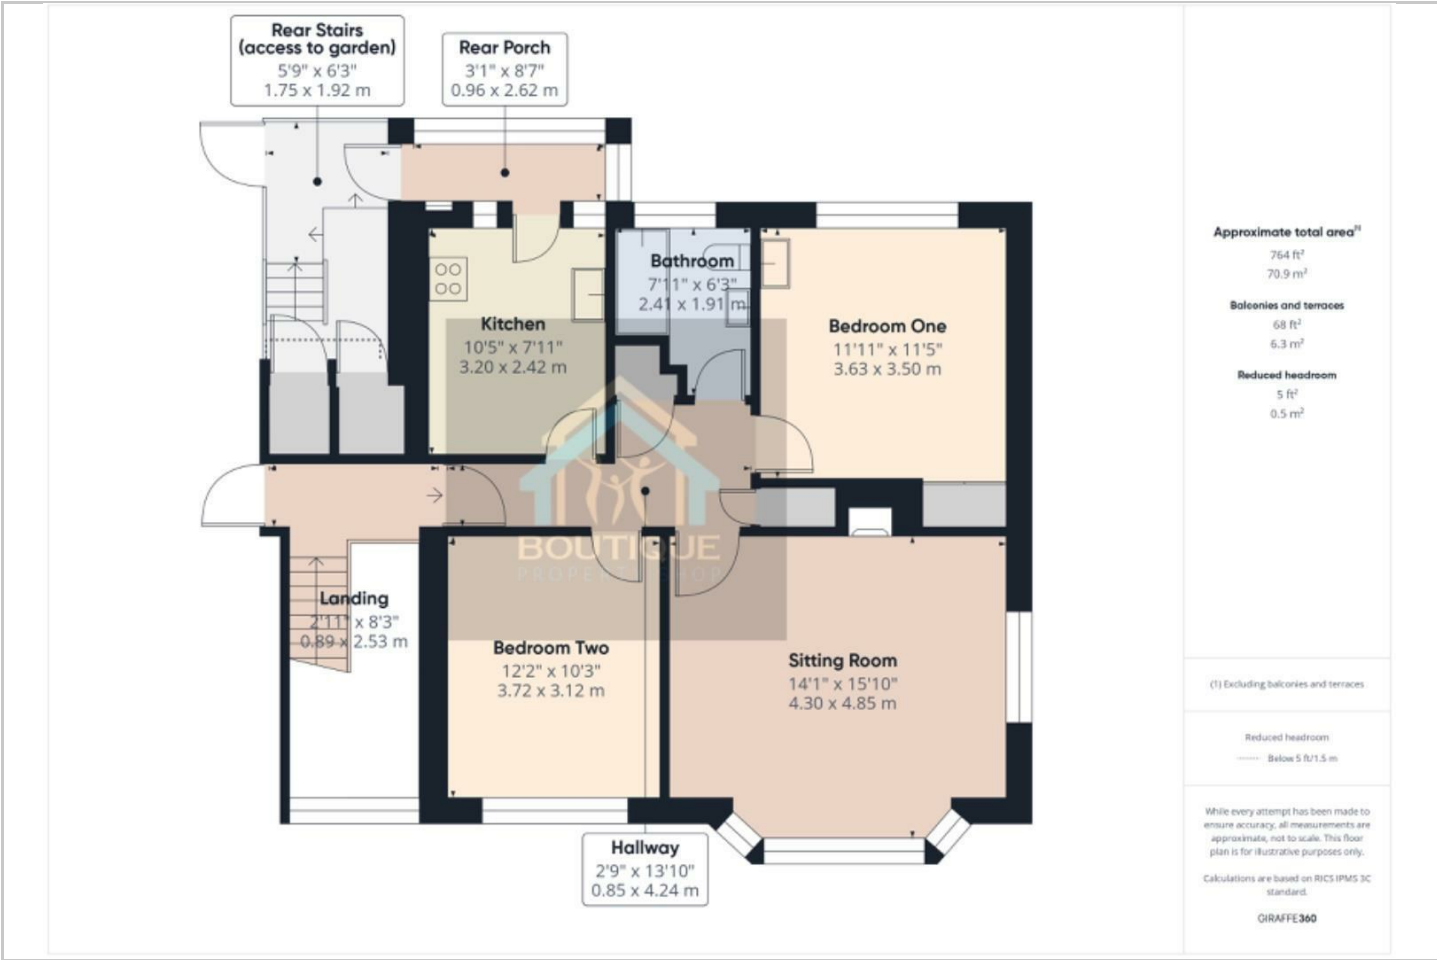 Rear Stairs
(access to garden)
5'9" x 6'3"
1.75 x 1.92 m
Rear Porch
3'1" x 8'7"
0.96 x 2.62 m
Bathroom
7'11" x 6'3"
2.41 x 1.91 m
Kitchen
10'5" x 7'11"
3.20 x 2.42 m
Bedroom One
11'11" x 11'5"
3.63 x 3.50 m
BOUTIQUE
PROPERTY SHOP
Landing
2'11" x 8'3"
0.89 x 2.53 m
Bedroom Two
12'2" x 10'3"
3.72 x 3.12 m
Sitting Room
14'1" x 15'10"
4.30 x 4.85 m
Hallway
2'9" x 13'10"
0.85 x 4.24 m
Approximate total area⁽¹⁾
764 ft²
70.9 m²
Balconies and terraces
68 ft²
6.3 m²
Reduced headroom
5 ft²
0.5 m²
(1) Excluding balconies and terraces
Reduced headroom
Below 5 ft/1.5 m
While every attempt has been made to
ensure accuracy, all measurements are
approximate, not to scale. This floor
plan is for illustrative purposes only.
Calculations are based on RICS IPMS 3C
standard.
GIRAFFE360